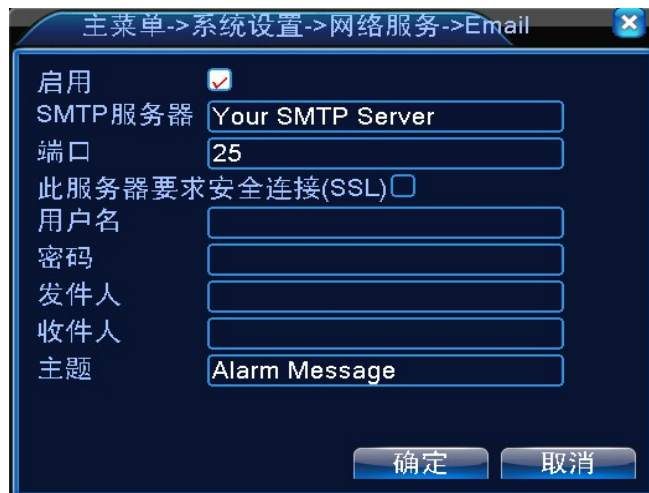 主菜单->系统设置->网络服务->Email
启用
SMTP服务器 Your SMTP Server
端口 25
此服务器要求安全连接(SSL)
用户名
密码
发件人
收件人
主题 Alarm Message
确定 取消